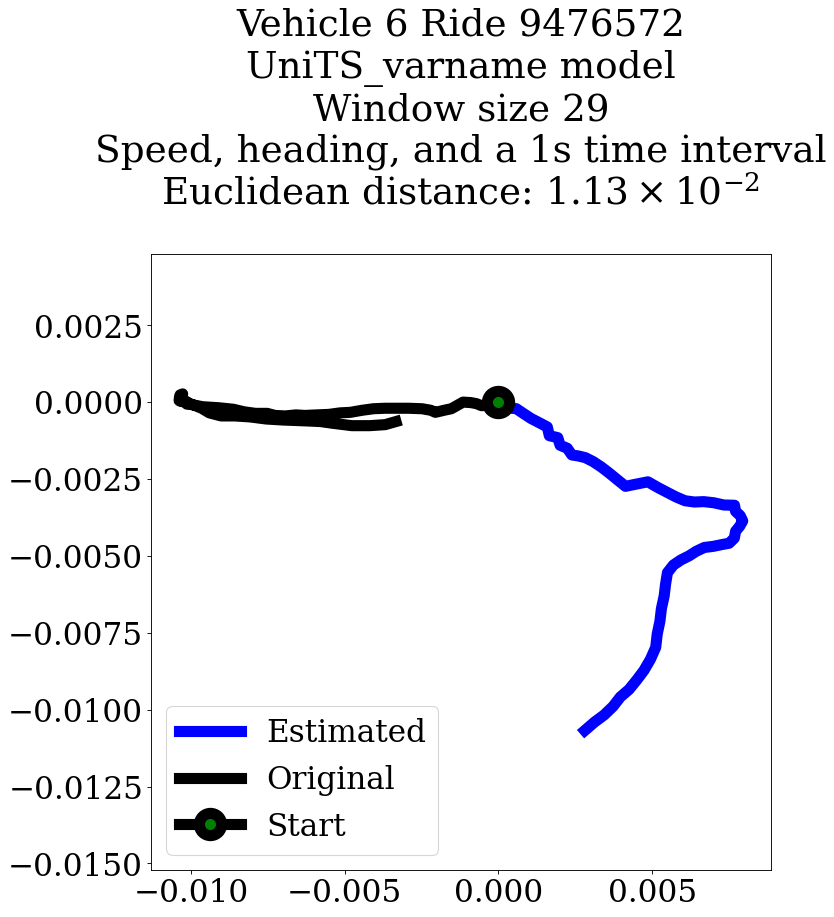 Vehicle 6 Ride 9476572
UniTS_varname model
Window size 29
Speed, heading, and a 1s time interval
Euclidean distance: 1.13 × 10⁻²
0.0025
0.0000
−0.0025
−0.0050
−0.0075
−0.0100
−0.0125
−0.0150
Estimated
Original
Start
−0.010 −0.005 0.000 0.005